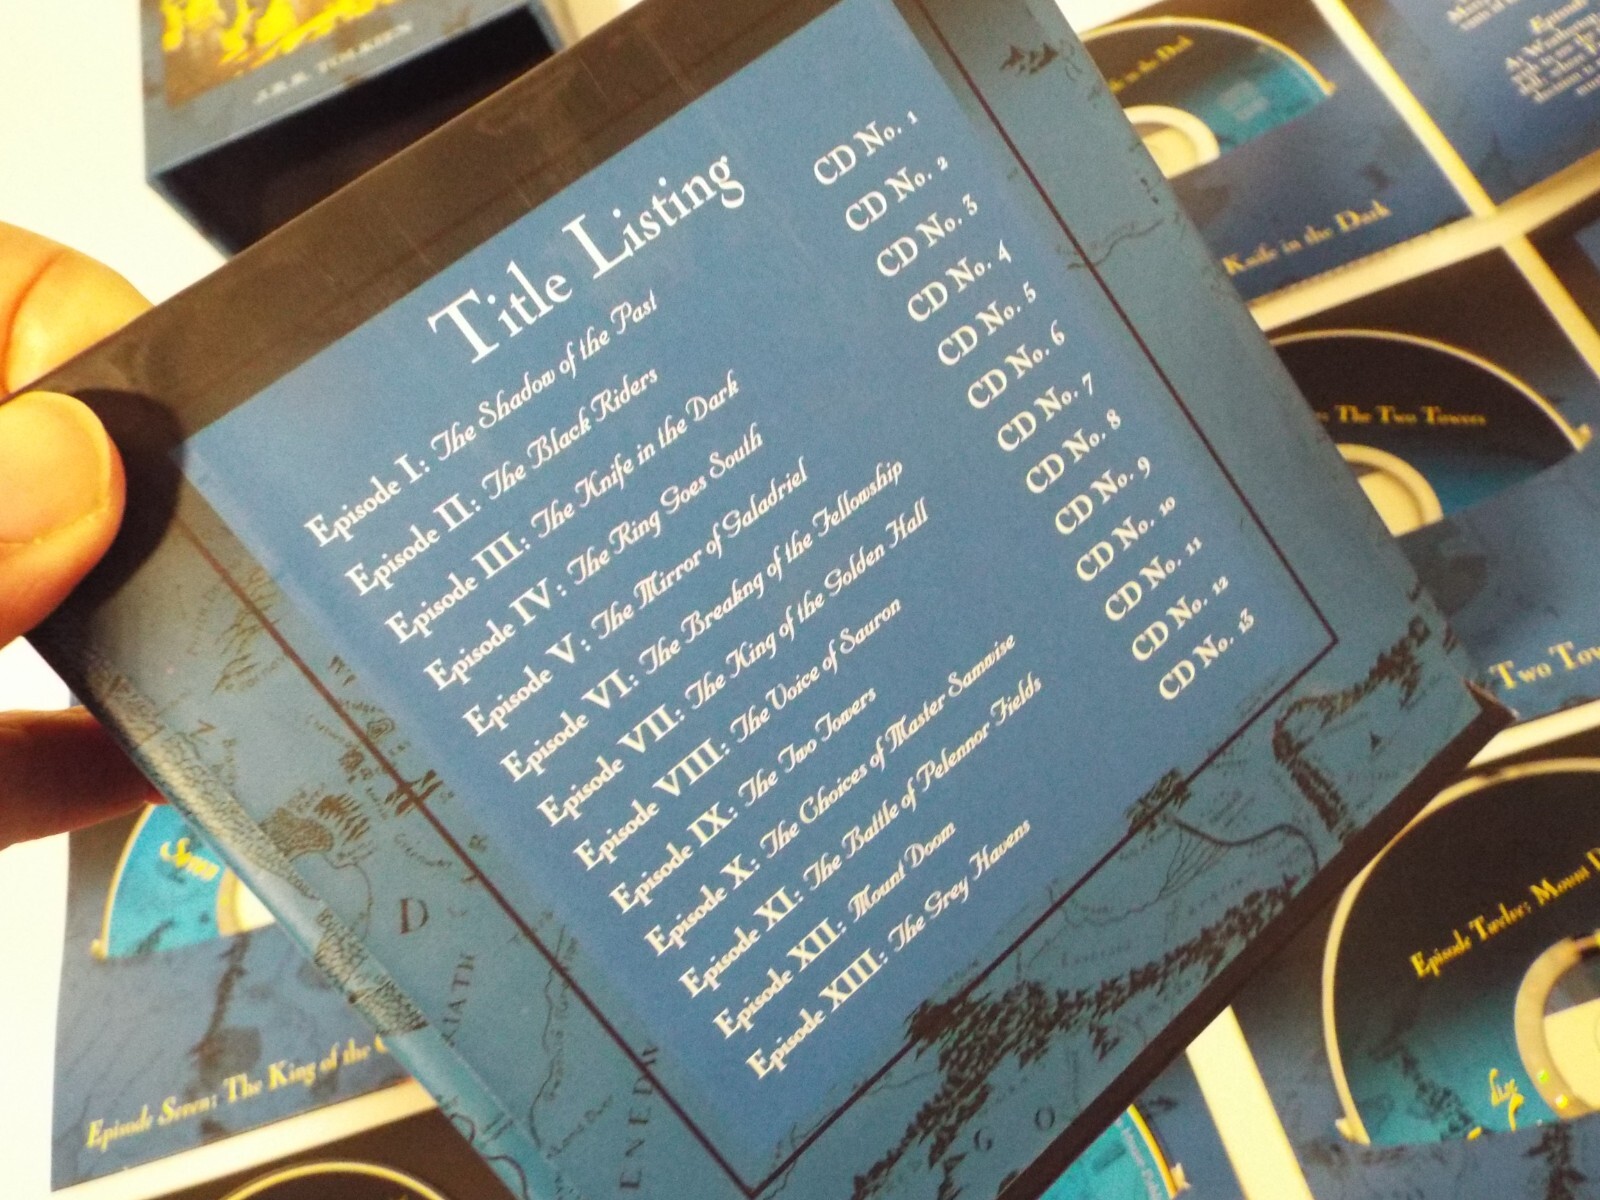 J.R.R. TOLKIEN
Title Listing
Episode I: The Shadow of the Past CD No. 1
Episode II: The Black Riders CD No. 2
Episode III: The Knife in the Dark CD No. 3
Episode IV: The Ring Goes South CD No. 4
Episode V: The Mirror of Galadriel CD No. 5
Episode VI: The Breakng of the Fellowship CD No. 6
Episode VII: The King of the Golden Hall CD No. 7
Episode VIII: The Voice of Sauron CD No. 8
Episode IX: The Two Towers CD No. 9
Episode X: The Choices of Master Samwise CD No. 10
Episode XI: The Battle of Pelennor Fields CD No. 11
Episode XII: Mount Doom CD No. 12
Episode XIII: The Grey Havens CD No. 13
in the Dark
Knife in the Dark
The Two Towers
Two
Episode Twelve: Mount
Episode Seven: The King of the